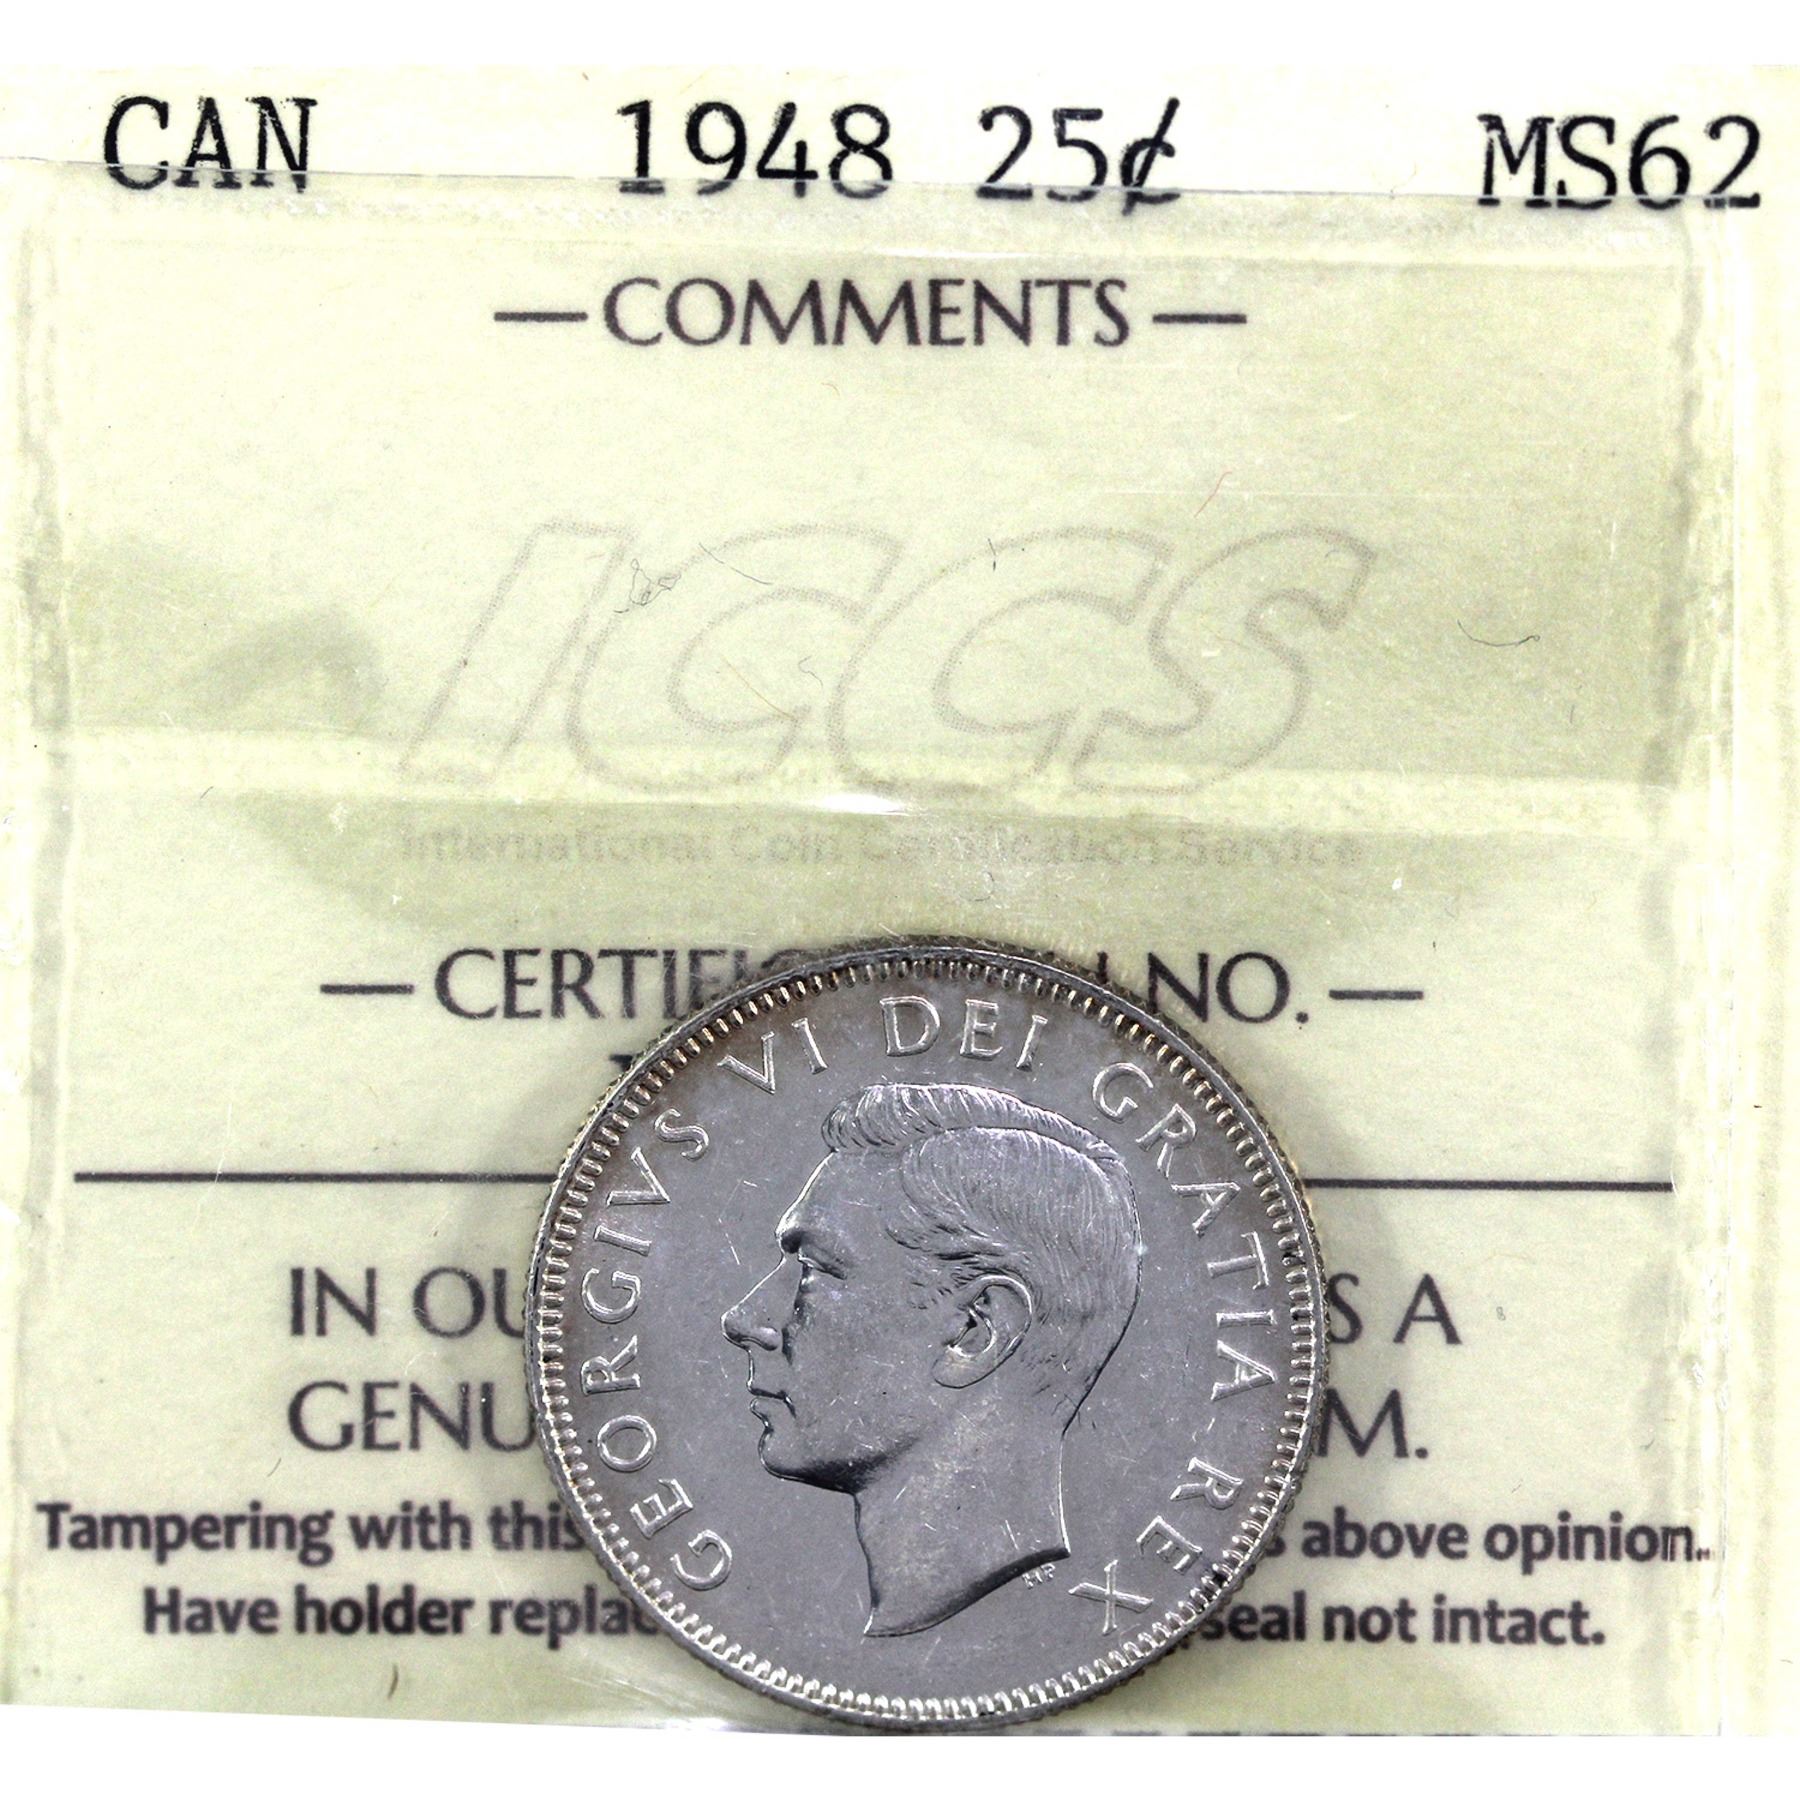 CAN 1948 25¢ MS62
— COMMENTS —
ICCS
International Coin Certification Service
— CERTIFI NO. —
IN OU S A
GENU M.
Tampering with this above opinion.
Have holder replac seal not intact.
GEORGIVS VI DEI GRATIA REX
HP